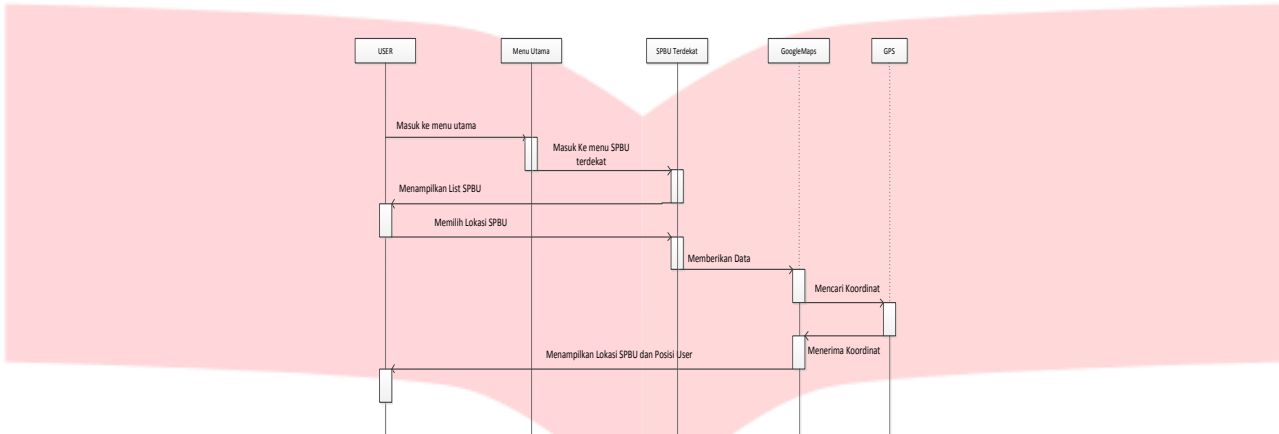 USER
Menu Utama
SPBU Terdekat
GoogleMaps
GPS
Masuk ke menu utama
Masuk Ke menu SPBU
terdekat
Menampilkan List SPBU
Memilih Lokasi SPBU
Memberikan Data
Mencari Koordinat
Menerima Koordinat
Menampilkan Lokasi SPBU dan Posisi User